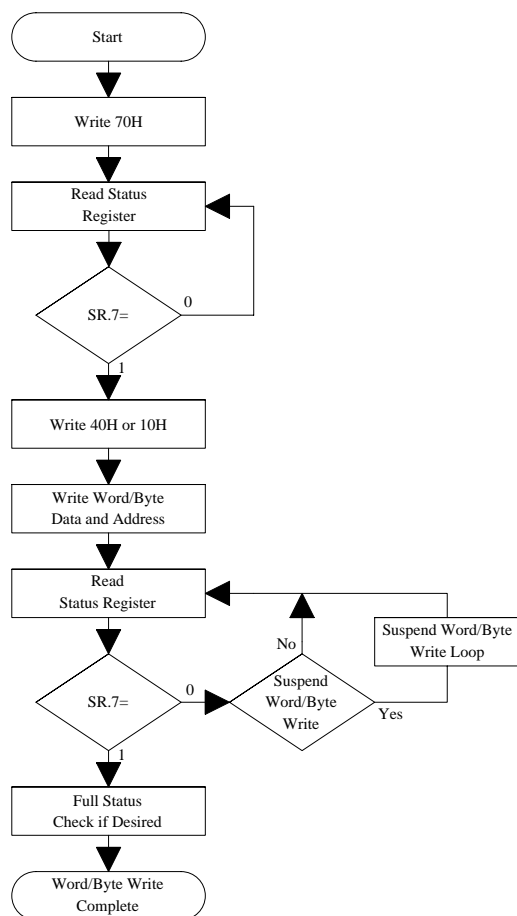 Start
Write 70H
Read Status
Register
SR.7=
0
1
Write 40H or 10H
Write Word/Byte
Data and Address
Read
Status Register
Suspend Word/Byte
Write Loop
No
SR.7=
0
Suspend
Word/Byte
Write
Yes
1
Full Status
Check if Desired
Word/Byte Write
Complete